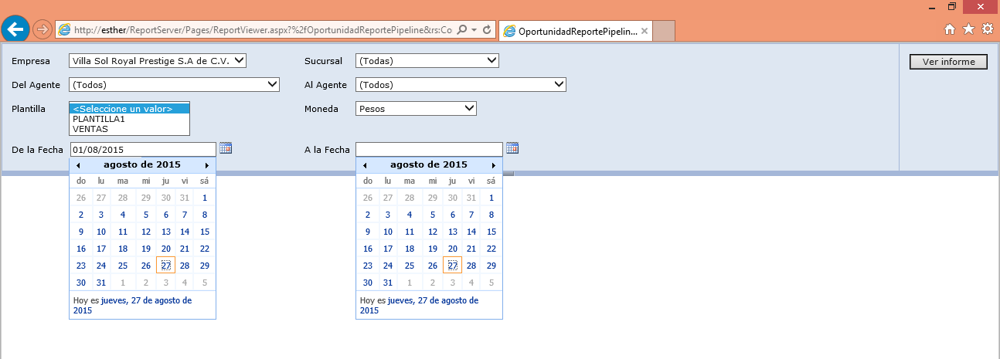 http://esther/ReportServer/Pages/ReportViewer.aspx?%2fOportunidadReportePipeline&rs:Co
OportunidadReportePipelin...
Empresa Villa Sol Royal Prestige S.A de C.V. Sucursal (Todas) Ver informe
Del Agente (Todos) Al Agente (Todos)
Plantilla <Seleccione un valor> Moneda Pesos
PLANTILLA1
VENTAS
De la Fecha 01/08/2015 A la Fecha
agosto de 2015 agosto de 2015
do lu ma mi ju vi sá do lu ma mi ju vi sá
26 27 28 29 30 31 1 26 27 28 29 30 31 1
2 3 4 5 6 7 8 2 3 4 5 6 7 8
9 10 11 12 13 14 15 9 10 11 12 13 14 15
16 17 18 19 20 21 22 16 17 18 19 20 21 22
23 24 25 26 27 28 29 23 24 25 26 27 28 29
30 31 1 2 3 4 5 30 31 1 2 3 4 5
Hoy es jueves, 27 de agosto de Hoy es jueves, 27 de agosto de
2015 2015